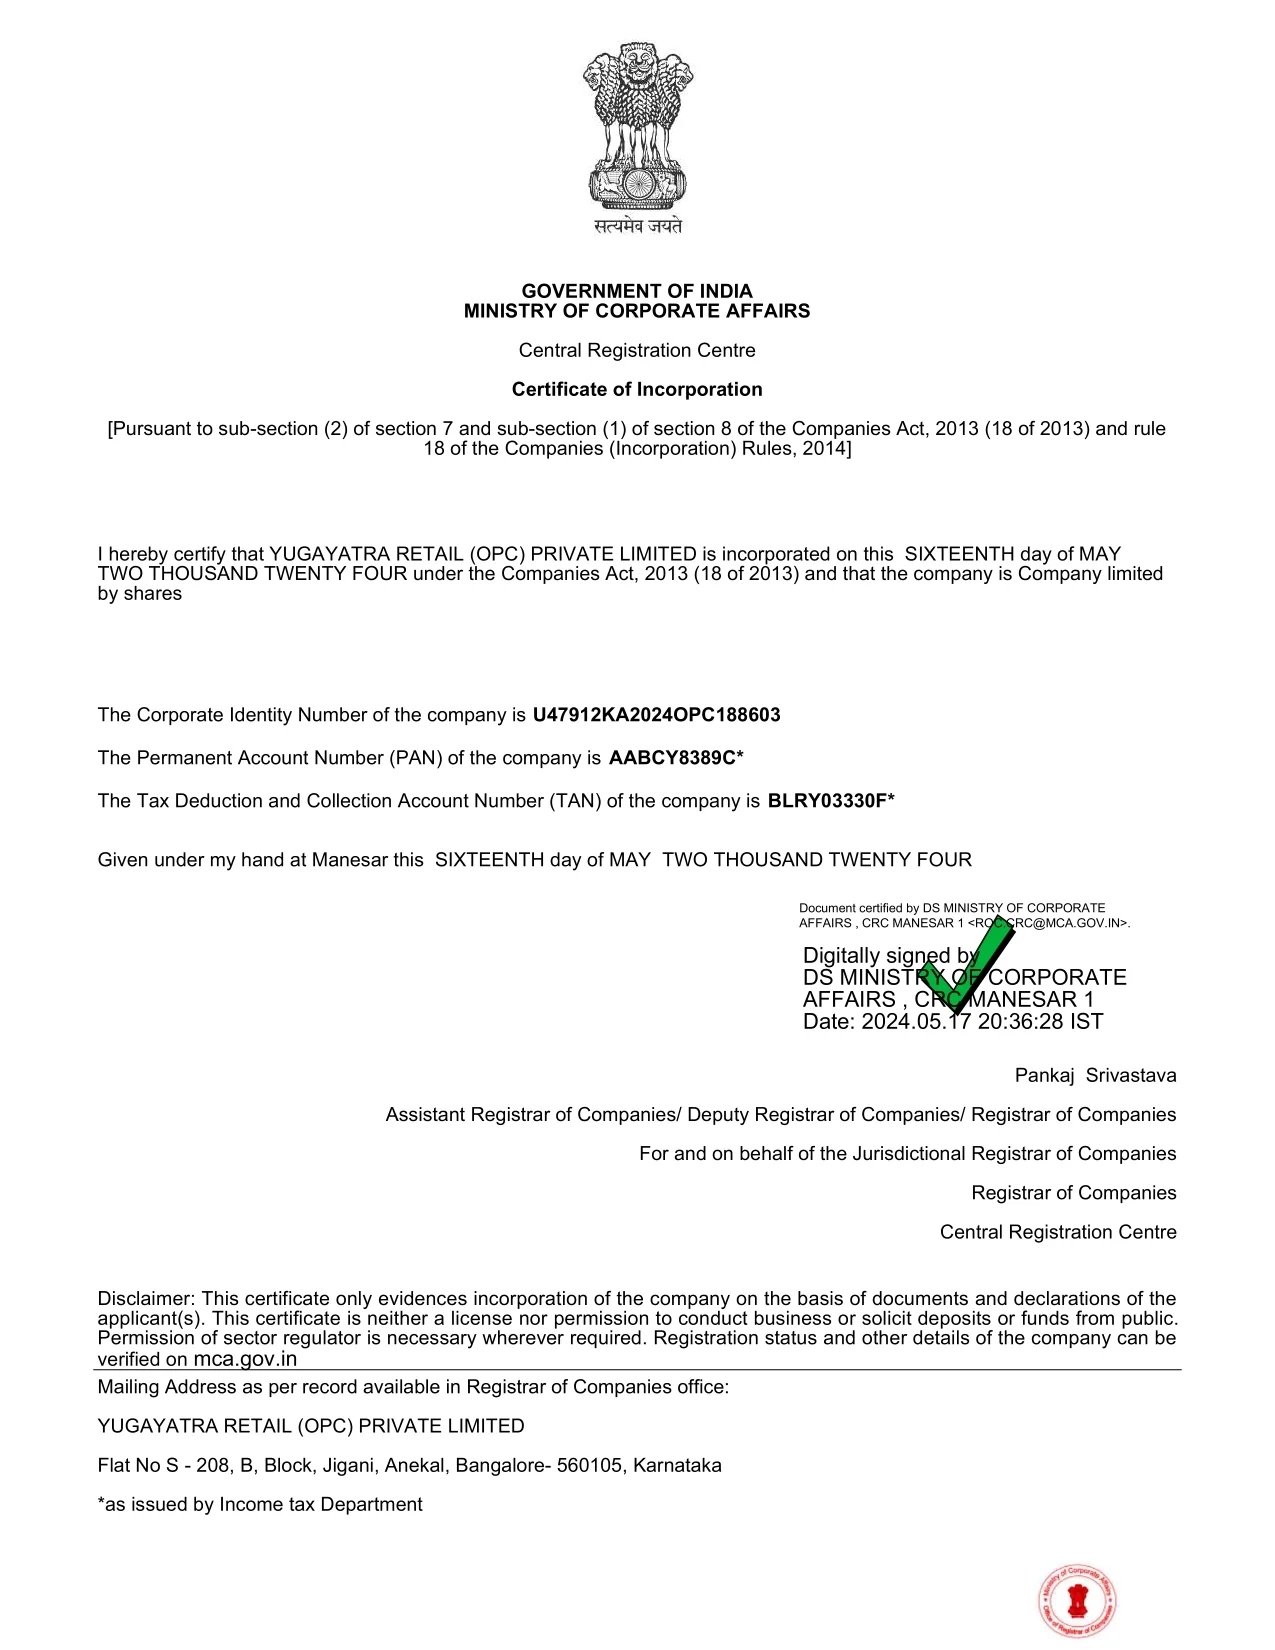 सत्यमेव जयते
GOVERNMENT OF INDIA
MINISTRY OF CORPORATE AFFAIRS
Central Registration Centre
Certificate of Incorporation
[Pursuant to sub-section (2) of section 7 and sub-section (1) of section 8 of the Companies Act, 2013 (18 of 2013) and rule
18 of the Companies (Incorporation) Rules, 2014]
I hereby certify that YUGAYATRA RETAIL (OPC) PRIVATE LIMITED is incorporated on this  SIXTEENTH day of MAY
TWO THOUSAND TWENTY FOUR under the Companies Act, 2013 (18 of 2013) and that the company is Company limited
by shares
The Corporate Identity Number of the company is U47912KA2024OPC188603
The Permanent Account Number (PAN) of the company is AABCY8389C*
The Tax Deduction and Collection Account Number (TAN) of the company is BLRY03330F*
Given under my hand at Manesar this  SIXTEENTH day of MAY  TWO THOUSAND TWENTY FOUR
Document certified by DS MINISTRY OF CORPORATE
AFFAIRS , CRC MANESAR 1 <ROC.CRC@MCA.GOV.IN>.
Digitally signed by
DS MINISTRY OF CORPORATE
AFFAIRS , CRC MANESAR 1
Date: 2024.05.17 20:36:28 IST
Pankaj  Srivastava
Assistant Registrar of Companies/ Deputy Registrar of Companies/ Registrar of Companies
For and on behalf of the Jurisdictional Registrar of Companies
Registrar of Companies
Central Registration Centre
Disclaimer: This certificate only evidences incorporation of the company on the basis of documents and declarations of the
applicant(s). This certificate is neither a license nor permission to conduct business or solicit deposits or funds from public.
Permission of sector regulator is necessary wherever required. Registration status and other details of the company can be
verified on mca.gov.in
Mailing Address as per record available in Registrar of Companies office:
YUGAYATRA RETAIL (OPC) PRIVATE LIMITED
Flat No S - 208, B, Block, Jigani, Anekal, Bangalore- 560105, Karnataka
*as issued by Income tax Department
Ministry of Corporate Affairs
Office of Registrar of Companies